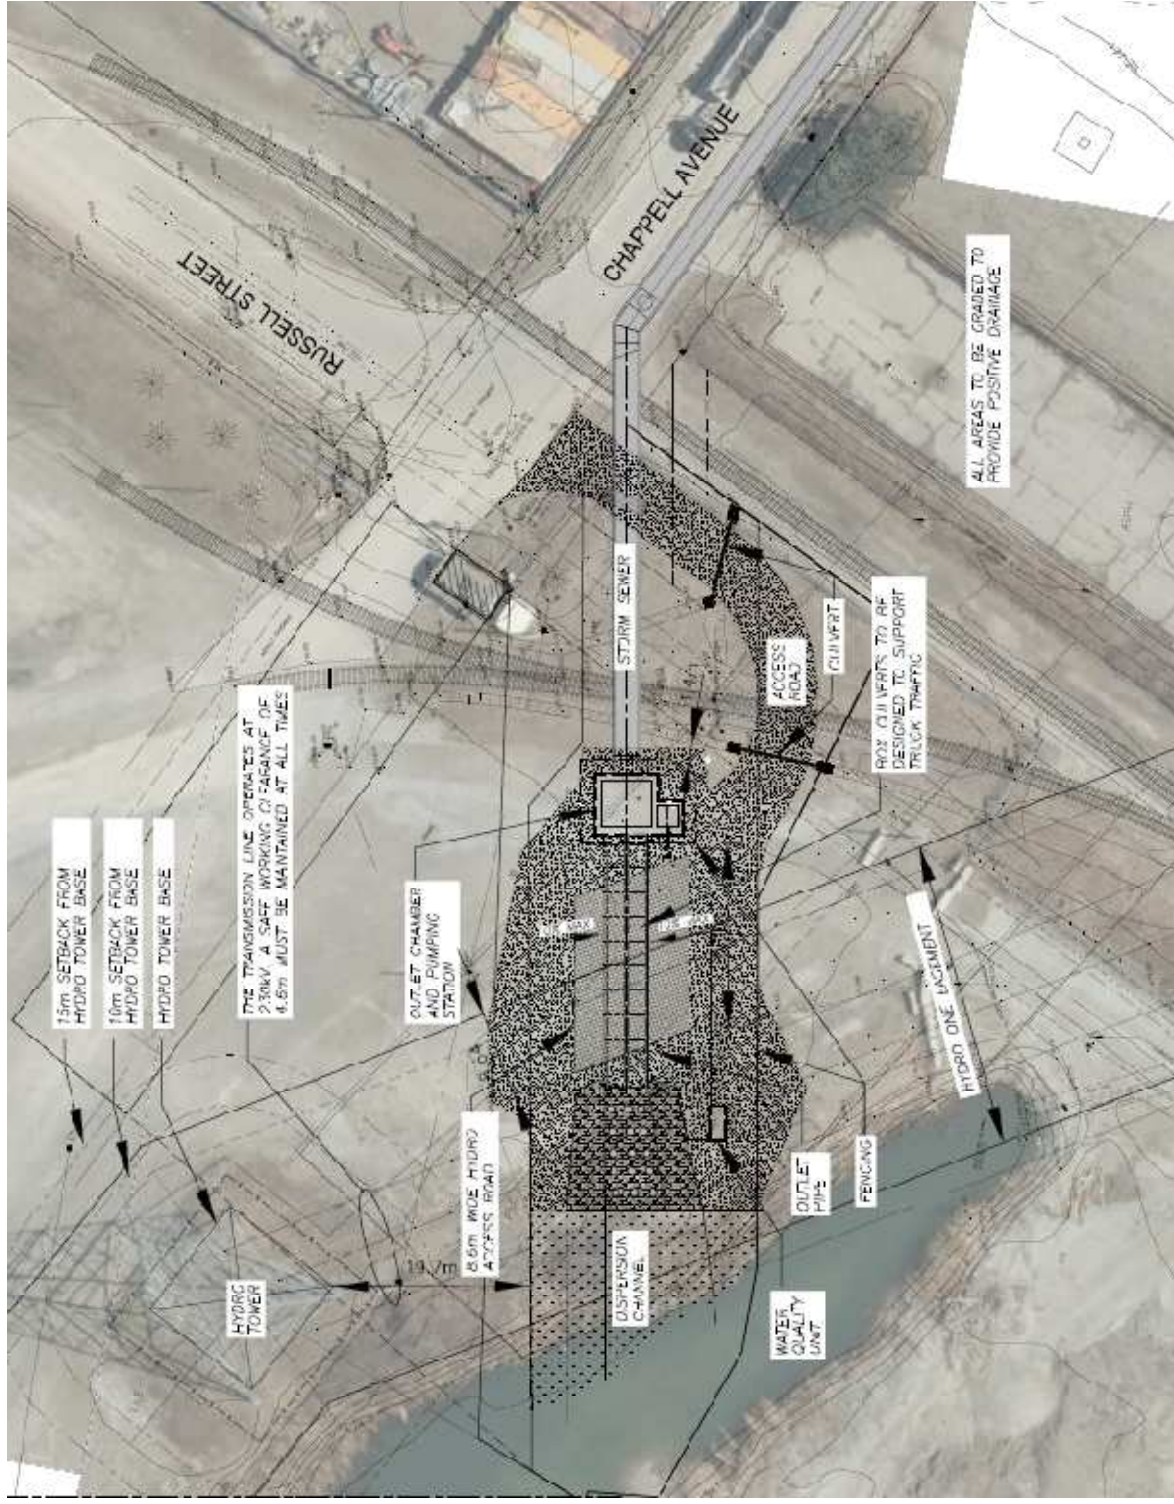 RUSSELL STREET
CHAPPELL AVENUE
ALL AREAS TO BE GRADED TO
PROVIDE POSITIVE DRAINAGE
STORM SEWER
ACCESS
ROAD
CULVERT
BOX CULVERTS TO BE
DESIGNED TO SUPPORT
TRUCK TRAFFIC
15m SETBACK FROM
HYDRO TOWER BASE
10m SETBACK FROM
HYDRO TOWER BASE
HYDRO TOWER BASE
THE TRANSMISSION LINE OPERATES AT
230kV A SAFE WORKING CLEARANCE OF
4.6m MUST BE MAINTAINED AT ALL TIMES
OUTLET CHAMBER
AND PUMPING
STATION
HYDRO ONE EASEMENT
HYDRO
TOWER
19.7m
8.6m WIDE HYDRO
ACCESS ROAD
DISPERSION
CHANNEL
WATER
QUALITY
UNIT
OUTLET
PIPE
FENCING